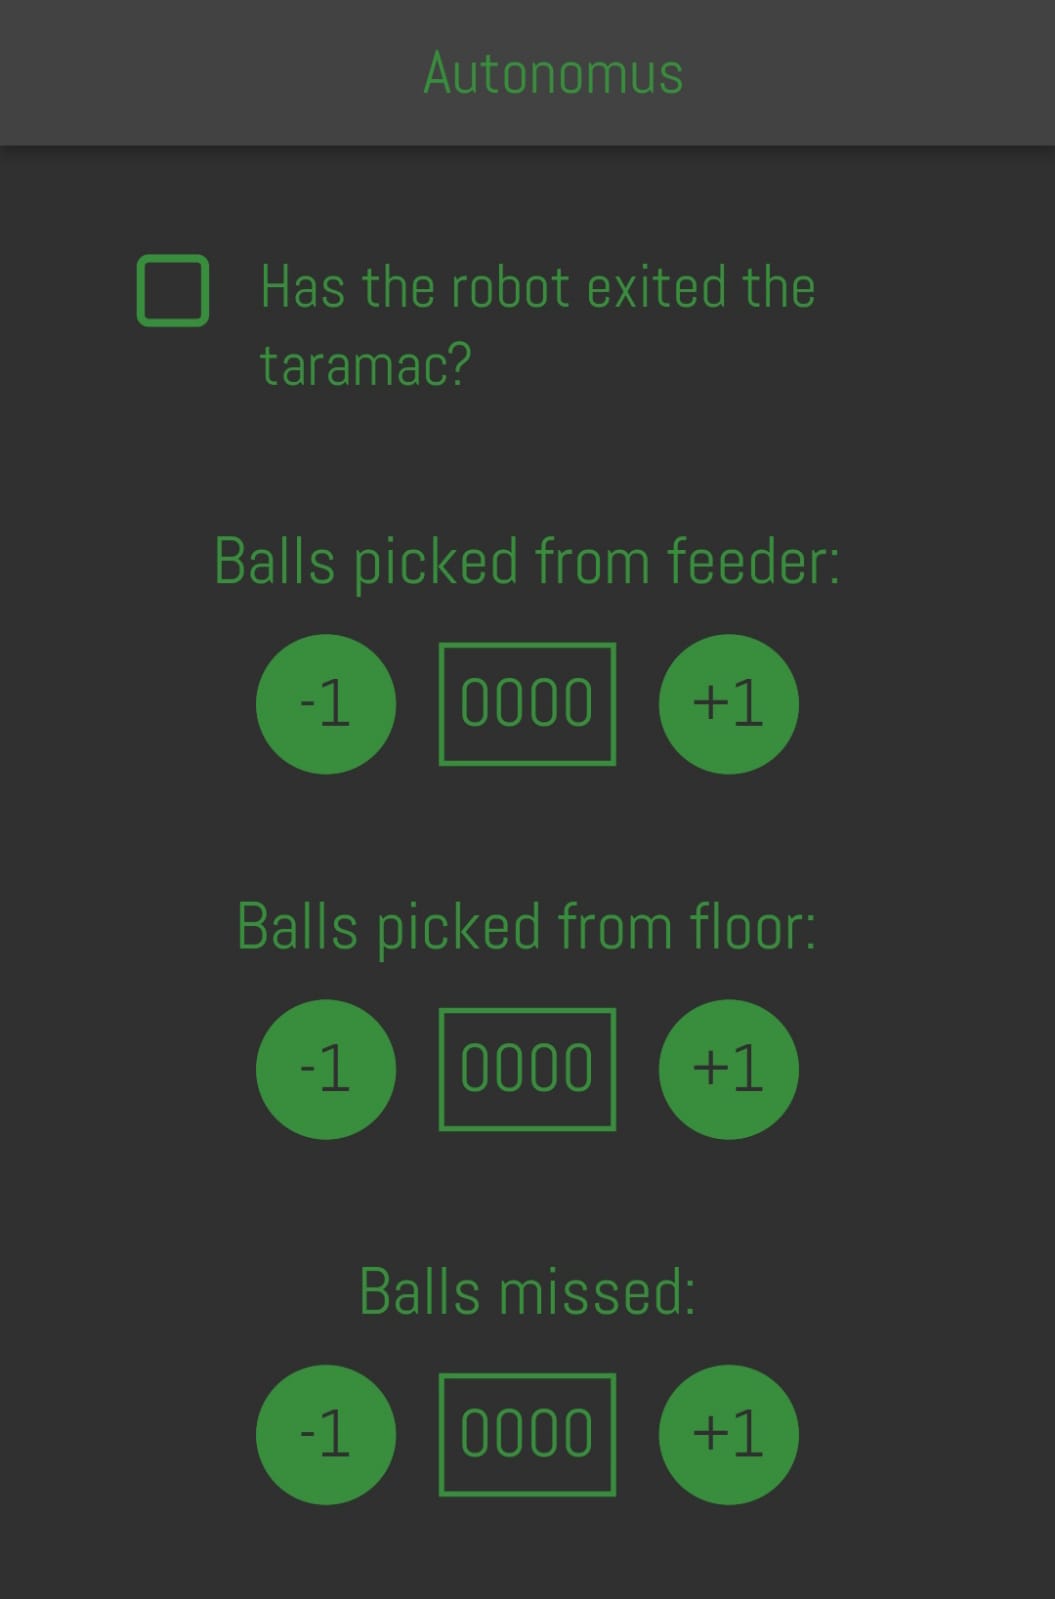 Autonomus
Has the robot exited the
taramac?
Balls picked from feeder:
-1 0000 +1
Balls picked from floor:
-1 0000 +1
Balls missed:
-1 0000 +1